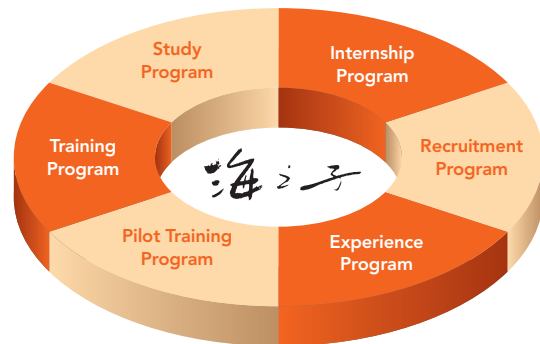 Study
Program
Internship
Program
Training
Program
Recruitment
Program
海之子
Pilot Training
Program
Experience
Program